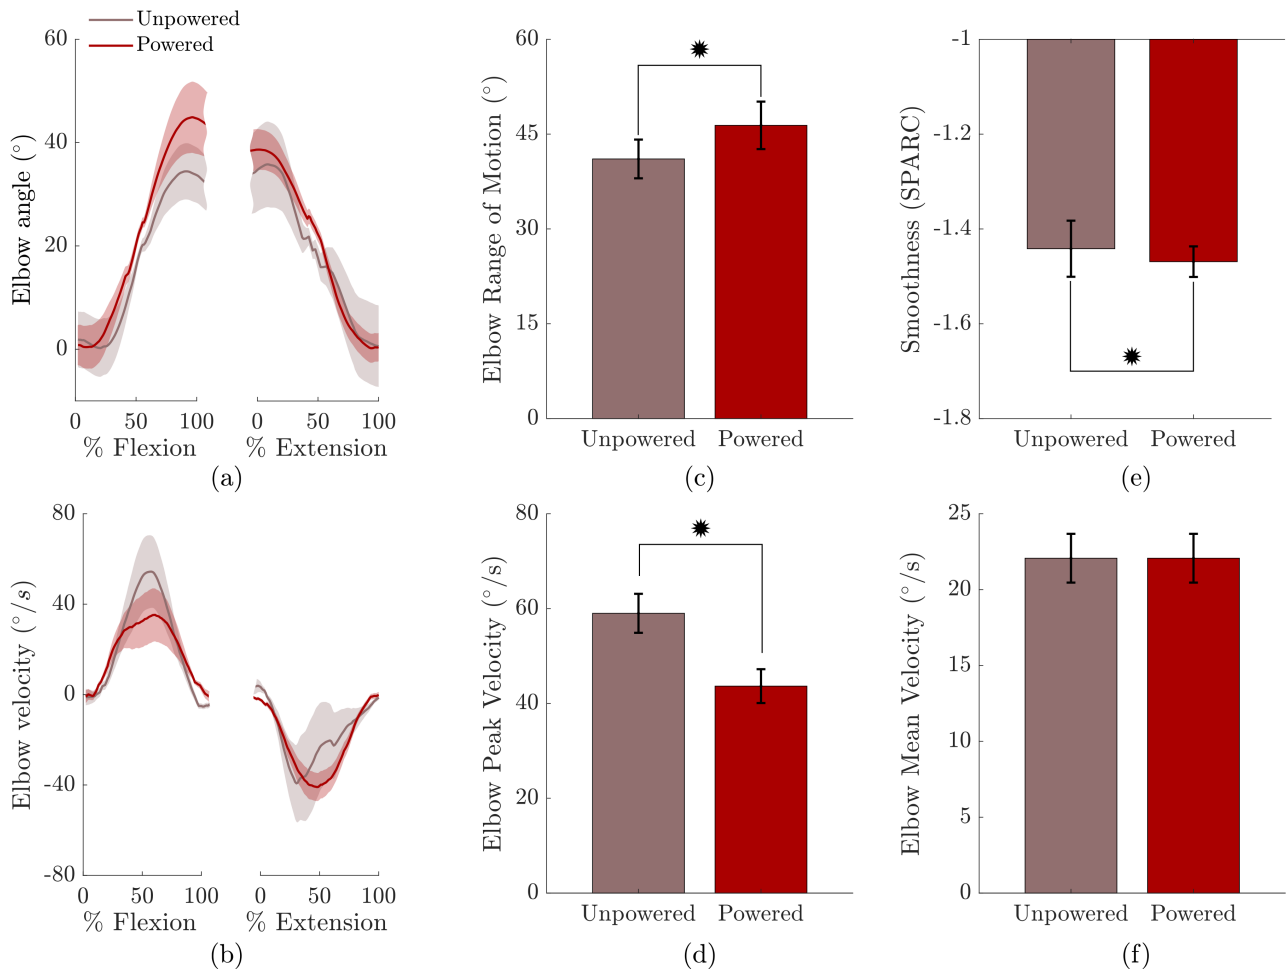 Unpowered
Powered
60
40
20
0
Elbow angle (°)
0 50 100 0 50 100
% Flexion % Extension
(a)
60
45
30
15
0
Elbow Range of Motion (°)
Unpowered Powered
(c)
-1
-1.2
-1.4
-1.6
-1.8
Smoothness (SPARC)
Unpowered Powered
(e)
80
40
0
-40
-80
Elbow velocity (°/s)
0 50 100 0 50 100
% Flexion % Extension
(b)
80
60
40
20
0
Elbow Peak Velocity (°/s)
Unpowered Powered
(d)
25
20
15
10
5
0
Elbow Mean Velocity (°/s)
Unpowered Powered
(f)